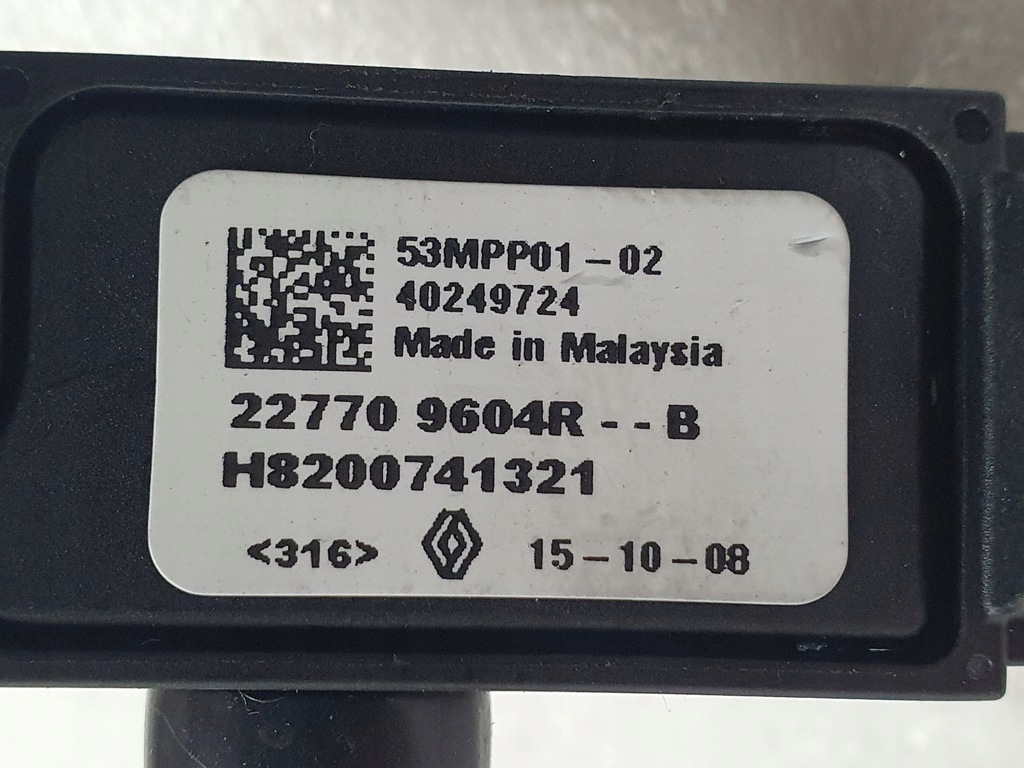 53MPP01-02
40249724
Made in Malaysia
22770 9604R--B
H8200741321
<316> 15-10-08